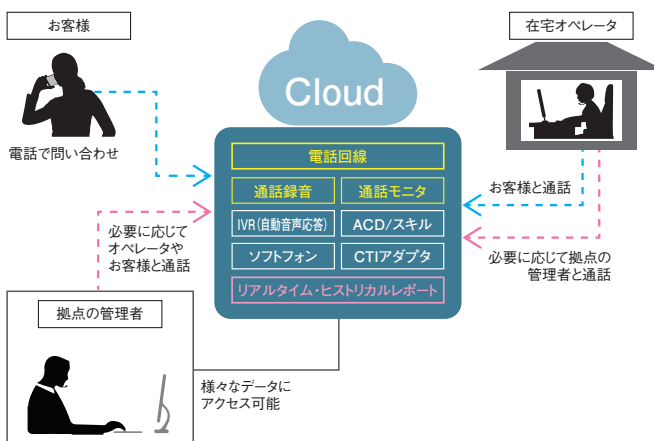 お客様
電話で問い合わせ
Cloud
在宅オペレータ
電話回線
通話録音
通話モニタ
IVR(自動音声応答)
ACD/スキル
ソフトフォン
CTIアダプタ
リアルタイム・ヒストリカルレポート
お客様と通話
必要に応じて拠点の
管理者と通話
必要に応じて
オペレータや
お客様と通話
拠点の管理者
様々なデータに
アクセス可能